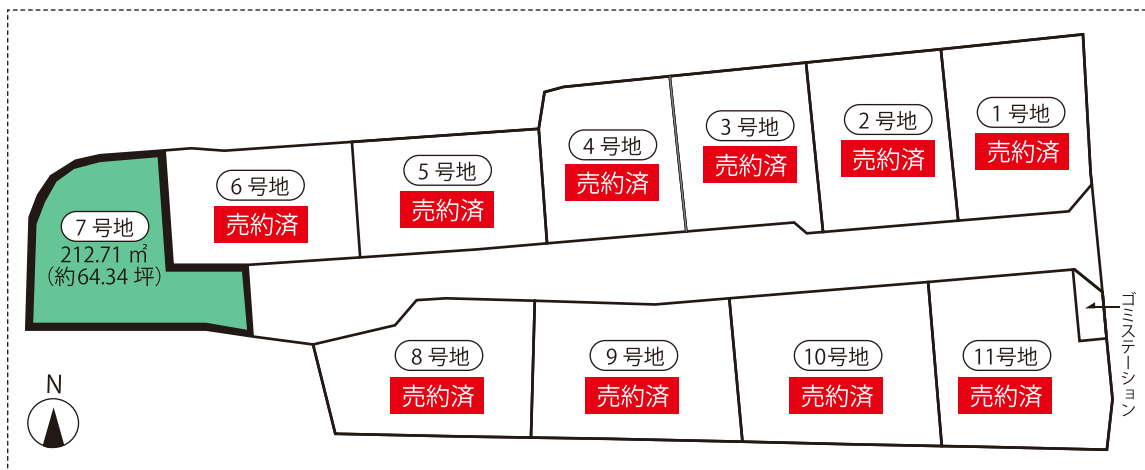 1号地
売約済
2号地
売約済
3号地
売約済
4号地
売約済
5号地
売約済
6号地
売約済
7号地
212.71㎡
（約64.34坪）
8号地
売約済
9号地
売約済
10号地
売約済
11号地
売約済
ゴミステーション
N